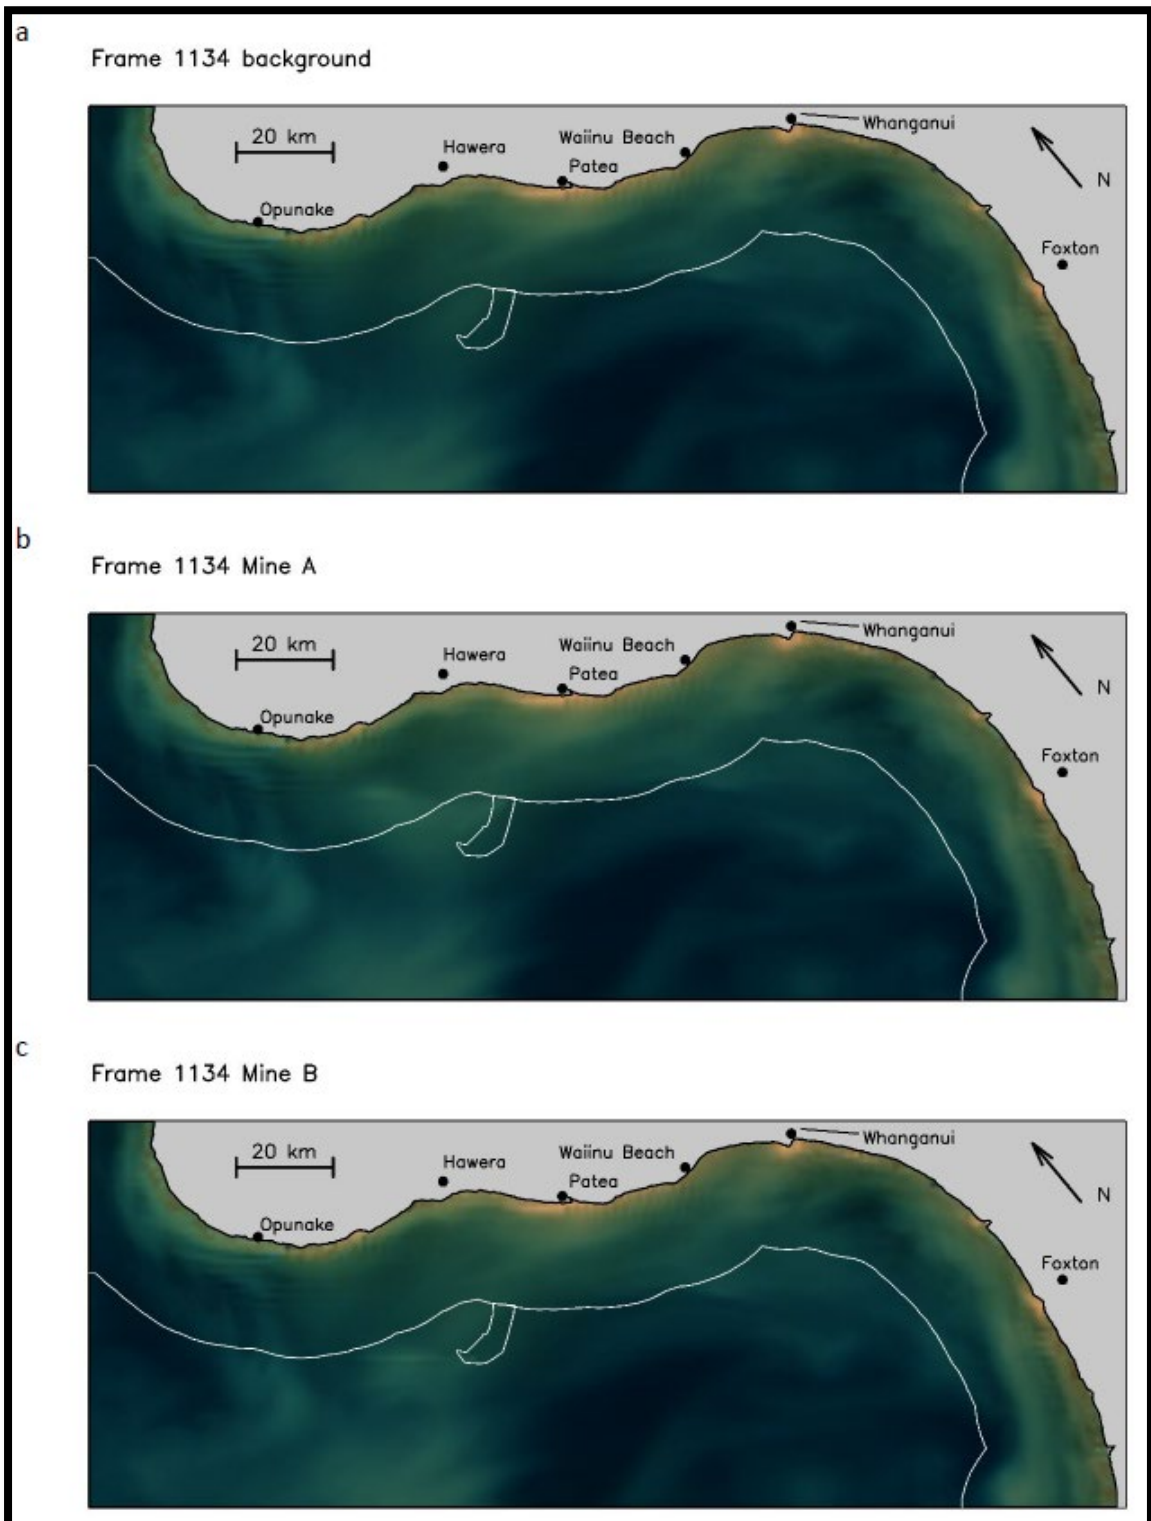 a
Frame 1134 background
20 km
Hawera
Waiinu Beach
Patea
Whanganui
N
Opunake
Foxton
b
Frame 1134 Mine A
20 km
Hawera
Waiinu Beach
Patea
Whanganui
N
Opunake
Foxton
c
Frame 1134 Mine B
20 km
Hawera
Waiinu Beach
Patea
Whanganui
N
Opunake
Foxton